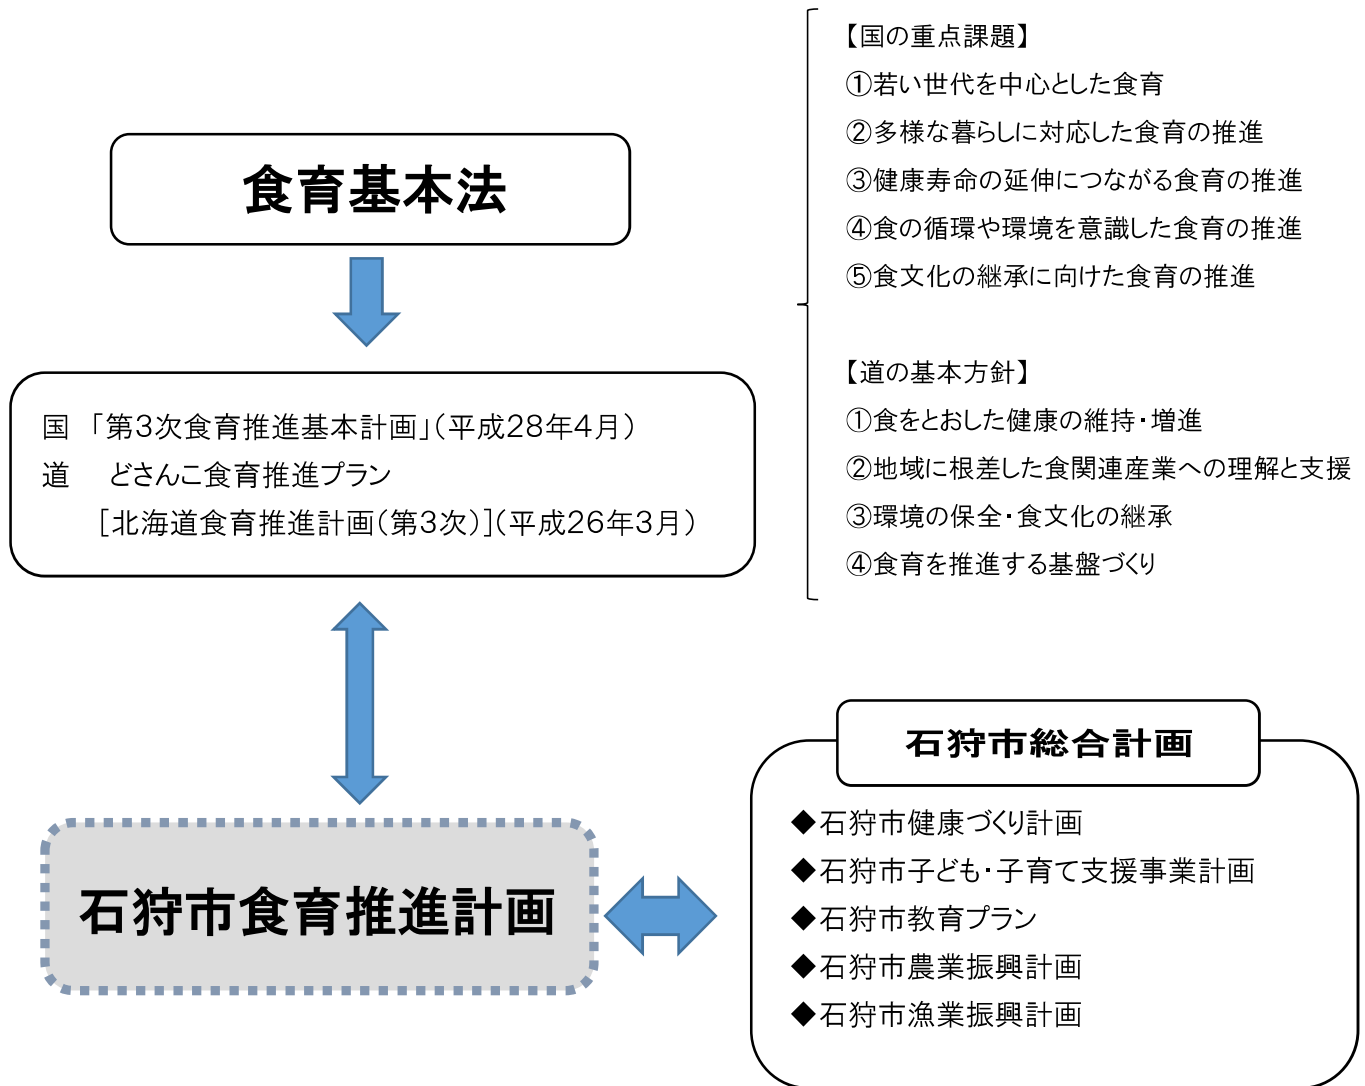 食育基本法
国 「第3次食育推進基本計画」(平成28年4月)
道 どさんこ食育推進プラン
[北海道食育推進計画(第3次)](平成26年3月)
【国の重点課題】
①若い世代を中心とした食育
②多様な暮らしに対応した食育の推進
③健康寿命の延伸につながる食育の推進
④食の循環や環境を意識した食育の推進
⑤食文化の継承に向けた食育の推進
【道の基本方針】
①食をとおした健康の維持・増進
②地域に根差した食関連産業への理解と支援
③環境の保全・食文化の継承
④食育を推進する基盤づくり
石狩市食育推進計画
石狩市総合計画
◆石狩市健康づくり計画
◆石狩市子ども・子育て支援事業計画
◆石狩市教育プラン
◆石狩市農業振興計画
◆石狩市漁業振興計画